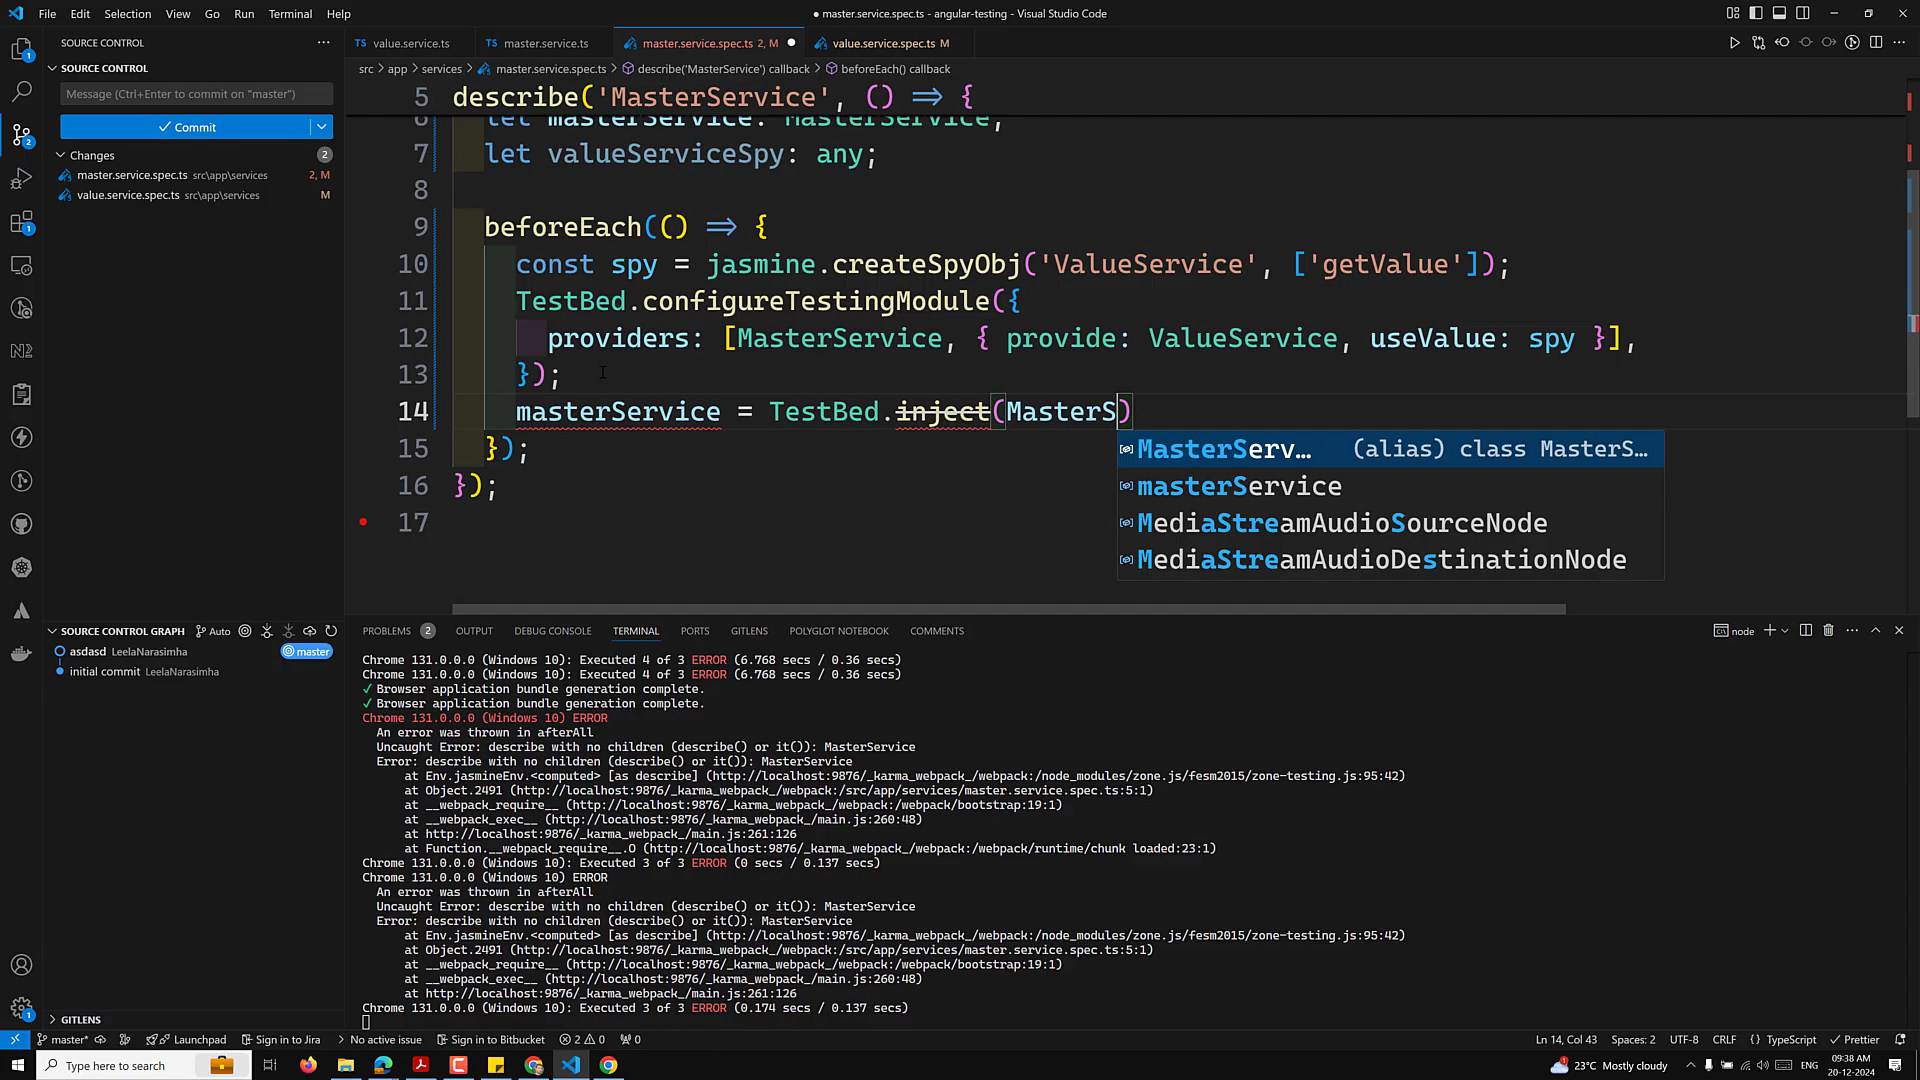 File Edit Selection View Go Run Terminal Help
● master.service.spec.ts - angular-testing - Visual Studio Code
SOURCE CONTROL
SOURCE CONTROL
Message (Ctrl+Enter to commit on "master")
Commit
Changes 2
master.service.spec.ts src\app\services 2, M
value.service.spec.ts src\app\services M
SOURCE CONTROL GRAPH Auto
asdasd LeelaNarasimha master
initial commit LeelaNarasimha
GITLENS
TS value.service.ts TS master.service.ts master.service.spec.ts 2, M ● value.service.spec.ts M
src > app > services > master.service.spec.ts > describe('MasterService') callback > beforeEach() callback
5 describe('MasterService', () => {
6 let masterService: MasterService;
7 let valueServiceSpy: any;
8
9 beforeEach(() => {
10 const spy = jasmine.createSpyObj('ValueService', ['getValue']);
11 TestBed.configureTestingModule({
12 providers: [MasterService, { provide: ValueService, useValue: spy }],
13 });
14 masterService = TestBed.inject(MasterS)
15 });
16 });
17
MasterServ… (alias) class MasterS…
masterService
MediaStreamAudioSourceNode
MediaStreamAudioDestinationNode
PROBLEMS 2 OUTPUT DEBUG CONSOLE TERMINAL PORTS GITLENS POLYGLOT NOTEBOOK COMMENTS
node
Chrome 131.0.0.0 (Windows 10): Executed 4 of 3 ERROR (6.768 secs / 0.36 secs)
Chrome 131.0.0.0 (Windows 10): Executed 4 of 3 ERROR (6.768 secs / 0.36 secs)
✓ Browser application bundle generation complete.
✓ Browser application bundle generation complete.
Chrome 131.0.0.0 (Windows 10) ERROR
An error was thrown in afterAll
Uncaught Error: describe with no children (describe() or it()): MasterService
Error: describe with no children (describe() or it()): MasterService
at Env.jasmineEnv.<computed> [as describe] (http://localhost:9876/_karma_webpack_/webpack:/node_modules/zone.js/fesm2015/zone-testing.js:95:42)
at Object.2491 (http://localhost:9876/_karma_webpack_/webpack:/src/app/services/master.service.spec.ts:5:1)
at __webpack_require__ (http://localhost:9876/_karma_webpack_/webpack:/webpack/bootstrap:19:1)
at __webpack_exec__ (http://localhost:9876/_karma_webpack_/main.js:260:48)
at http://localhost:9876/_karma_webpack_/main.js:261:126
at Function.__webpack_require__.O (http://localhost:9876/_karma_webpack_/webpack:/webpack/runtime/chunk loaded:23:1)
Chrome 131.0.0.0 (Windows 10): Executed 3 of 3 ERROR (0 secs / 0.137 secs)
Chrome 131.0.0.0 (Windows 10) ERROR
An error was thrown in afterAll
Uncaught Error: describe with no children (describe() or it()): MasterService
Error: describe with no children (describe() or it()): MasterService
at Env.jasmineEnv.<computed> [as describe] (http://localhost:9876/_karma_webpack_/webpack:/node_modules/zone.js/fesm2015/zone-testing.js:95:42)
at Object.2491 (http://localhost:9876/_karma_webpack_/webpack:/src/app/services/master.service.spec.ts:5:1)
at __webpack_require__ (http://localhost:9876/_karma_webpack_/webpack:/webpack/bootstrap:19:1)
at __webpack_exec__ (http://localhost:9876/_karma_webpack_/main.js:260:48)
at http://localhost:9876/_karma_webpack_/main.js:261:126
Chrome 131.0.0.0 (Windows 10): Executed 3 of 3 ERROR (0.174 secs / 0.137 secs)
master* Launchpad Sign in to Jira No active issue Sign in to Bitbucket 2 0 0 Ln 14, Col 43 Spaces: 2 UTF-8 CRLF {} TypeScript Prettier
Type here to search 23°C Mostly cloudy ENG 09:38 AM
20-12-2024